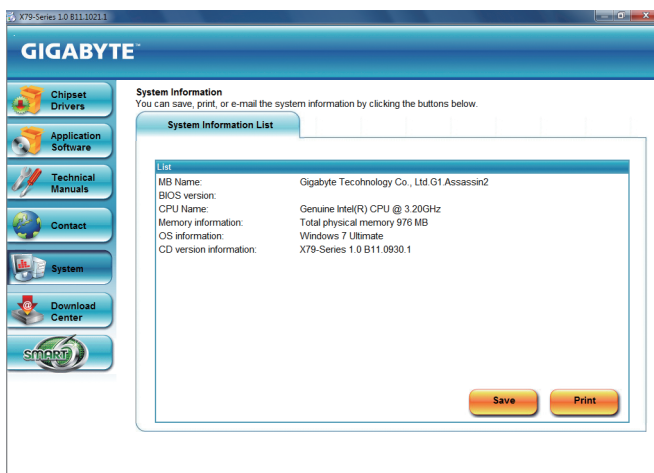 X79-Series 1.0 B11.1021.1
GIGABYTE™
Chipset
Drivers
Application
Software
Technical
Manuals
Contact
System
Download
Center
SMART6
System Information
You can save, print, or e-mail the system information by clicking the buttons below.
System Information List
List
MB Name: Gigabyte Tecohnology Co., Ltd.G1.Assassin2
BIOS version:
CPU Name: Genuine Intel(R) CPU @ 3.20GHz
Memory information: Total physical memory 976 MB
OS information: Windows 7 Ultimate
CD version information: X79-Series 1.0 B11.0930.1
Save Print